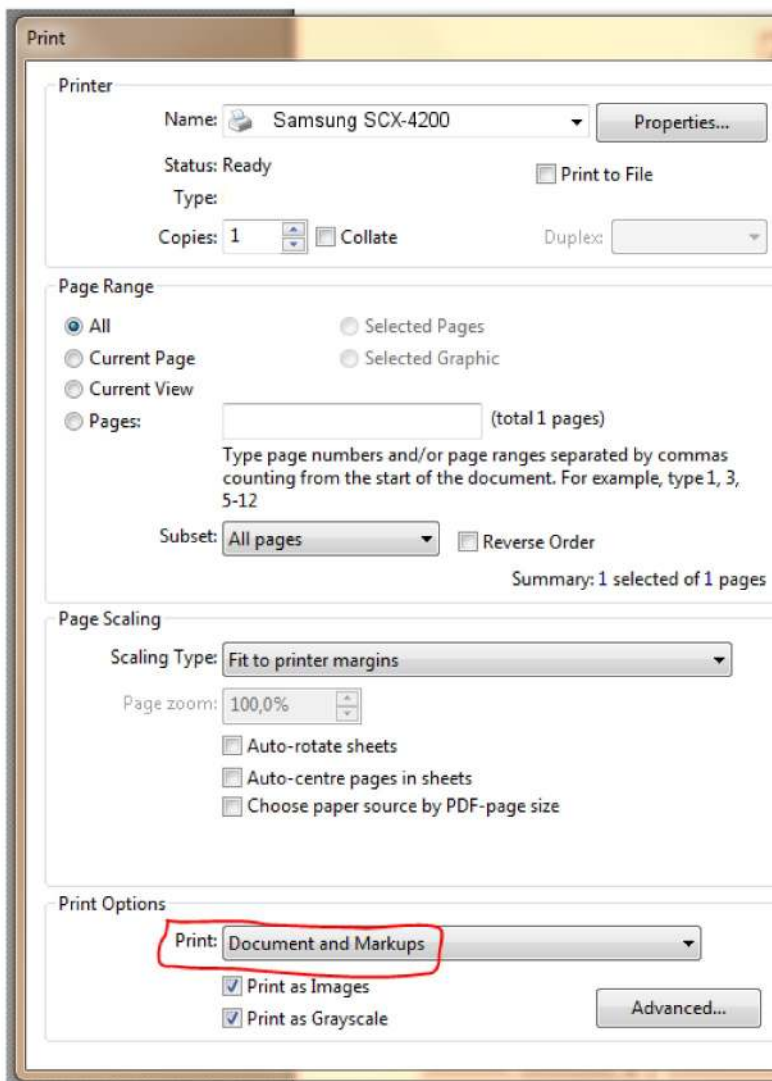 Print
Printer
Name: Samsung SCX-4200 Properties...
Status: Ready Print to File
Type:
Copies: 1 Collate Duplex:
Page Range
All Selected Pages
Current Page Selected Graphic
Current View
Pages: (total 1 pages)
Type page numbers and/or page ranges separated by commas
counting from the start of the document. For example, type 1, 3,
5-12
Subset: All pages Reverse Order
Summary: 1 selected of 1 pages
Page Scaling
Scaling Type: Fit to printer margins
Page zoom: 100,0%
Auto-rotate sheets
Auto-centre pages in sheets
Choose paper source by PDF-page size
Print Options
Print: Document and Markups
Print as Images
Print as Grayscale Advanced...